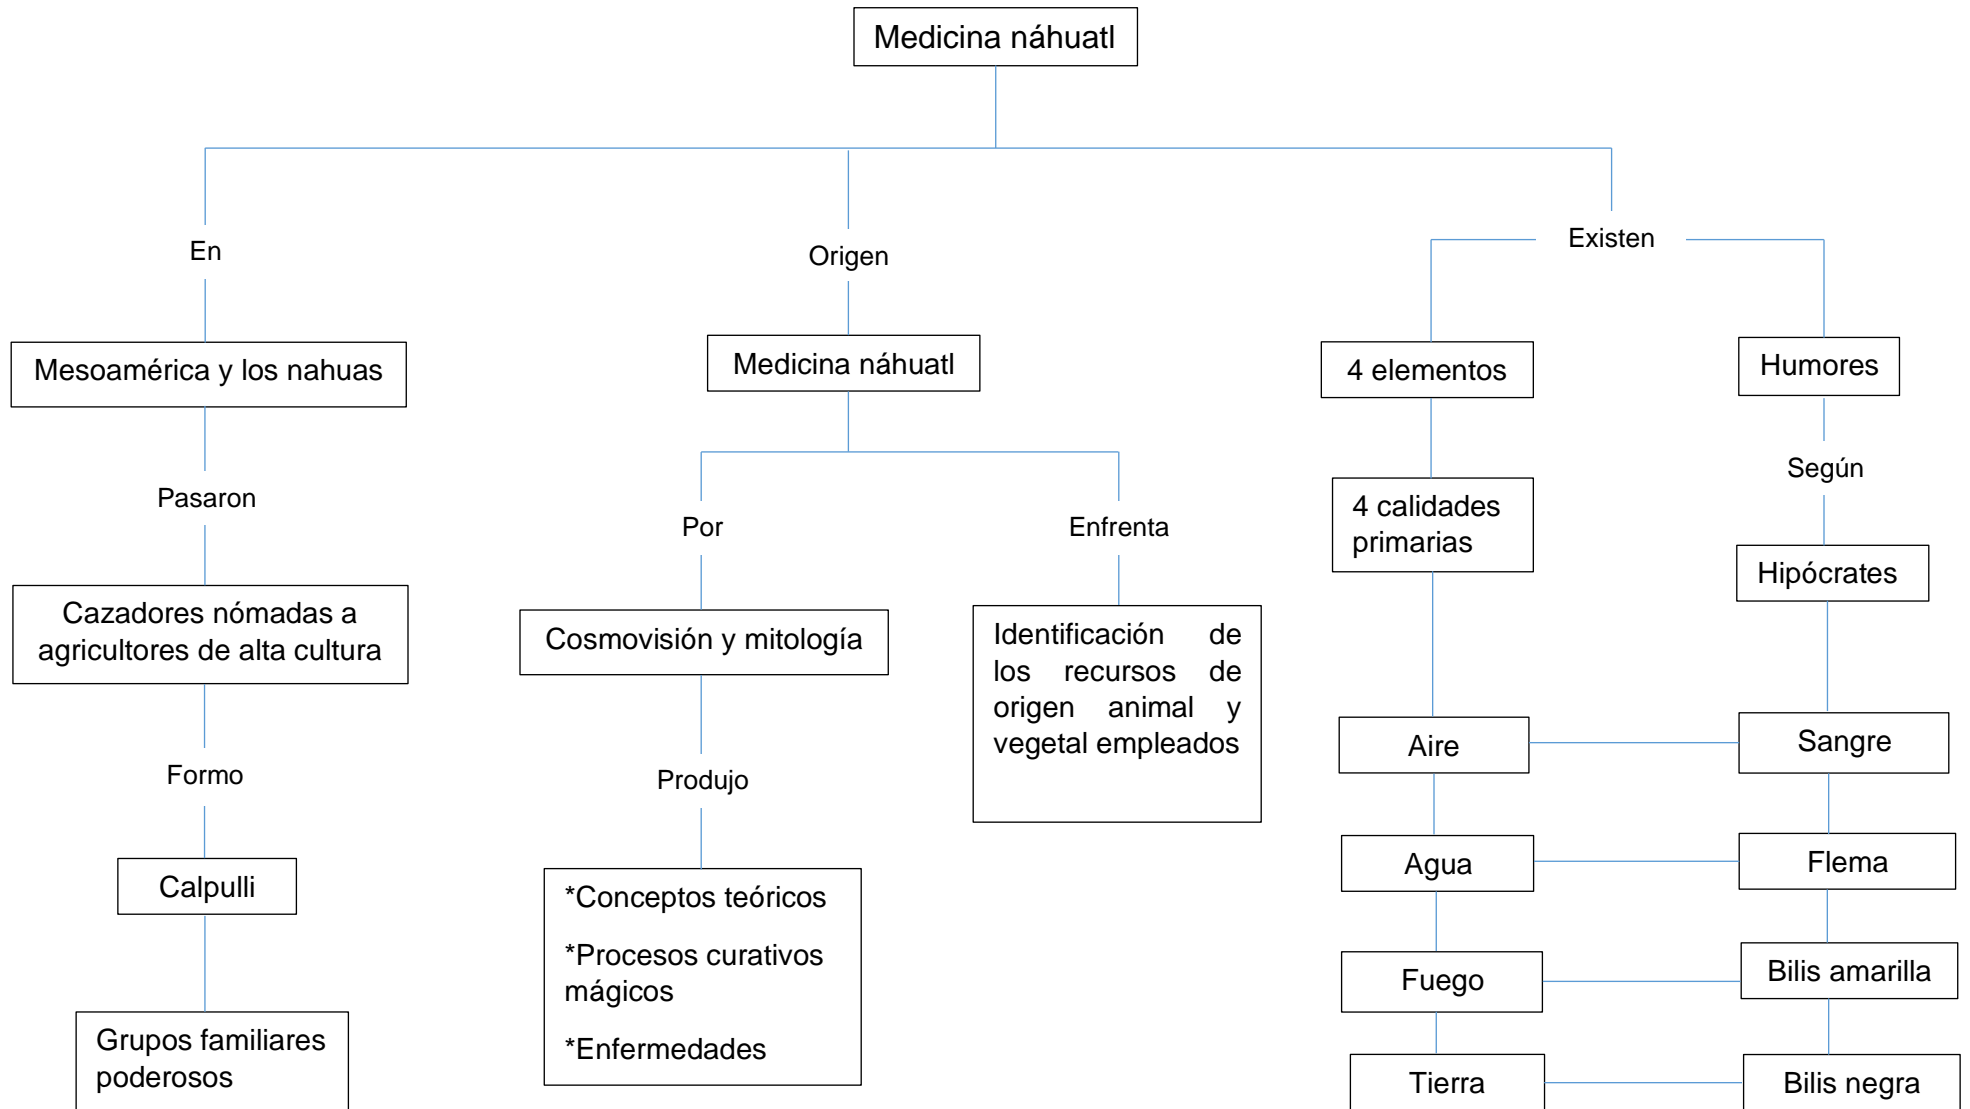 Medicina náhuatl
En
Mesoamérica y los nahuas
Pasaron
Cazadores nómadas a
agricultores de alta cultura
Formo
Calpulli
Grupos familiares
poderosos
Origen
Medicina náhuatl
Por
Cosmovisión y mitología
Produjo
*Conceptos teóricos
*Procesos curativos
mágicos
*Enfermedades
Enfrenta
Identificación de
los recursos de
origen animal y
vegetal empleados
Existen
4 elementos
4 calidades
primarias
Aire
Agua
Fuego
Tierra
Humores
Según
Hipócrates
Sangre
Flema
Bilis amarilla
Bilis negra